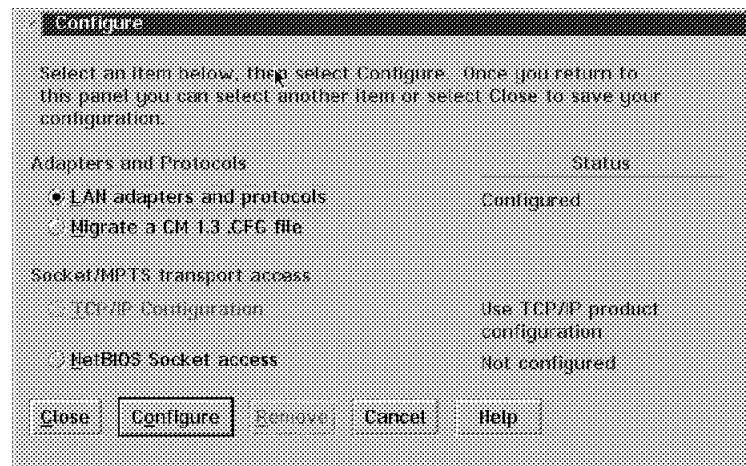 Configure
Select an item below, then select Configure. Once you return to
this panel you can select another item or select Close to save your
configuration.
Adapters and Protocols Status
LAN adapters and protocols Configured
Migrate a CM 1.3 .CFG file
Socket/MPTS transport access
TCP/IP Configuration Use TCP/IP product
configuration
NetBIOS Socket access Not configured
Close Configure Remove Cancel Help